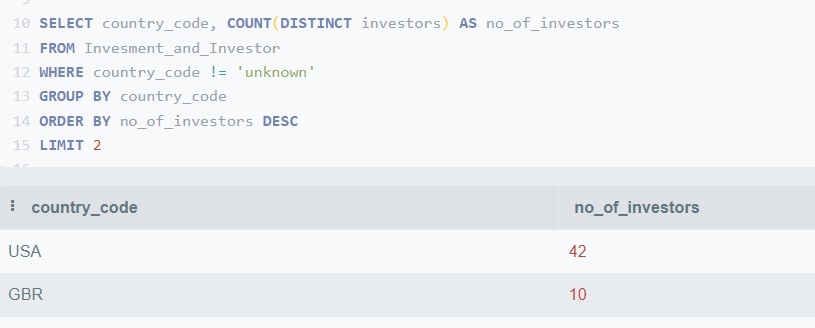 10 SELECT country_code, COUNT(DISTINCT investors) AS no_of_investors
11 FROM Invesment_and_Investor
12 WHERE country_code != 'unknown'
13 GROUP BY country_code
14 ORDER BY no_of_investors DESC
15 LIMIT 2
country_code no_of_investors
USA 42
GBR 10